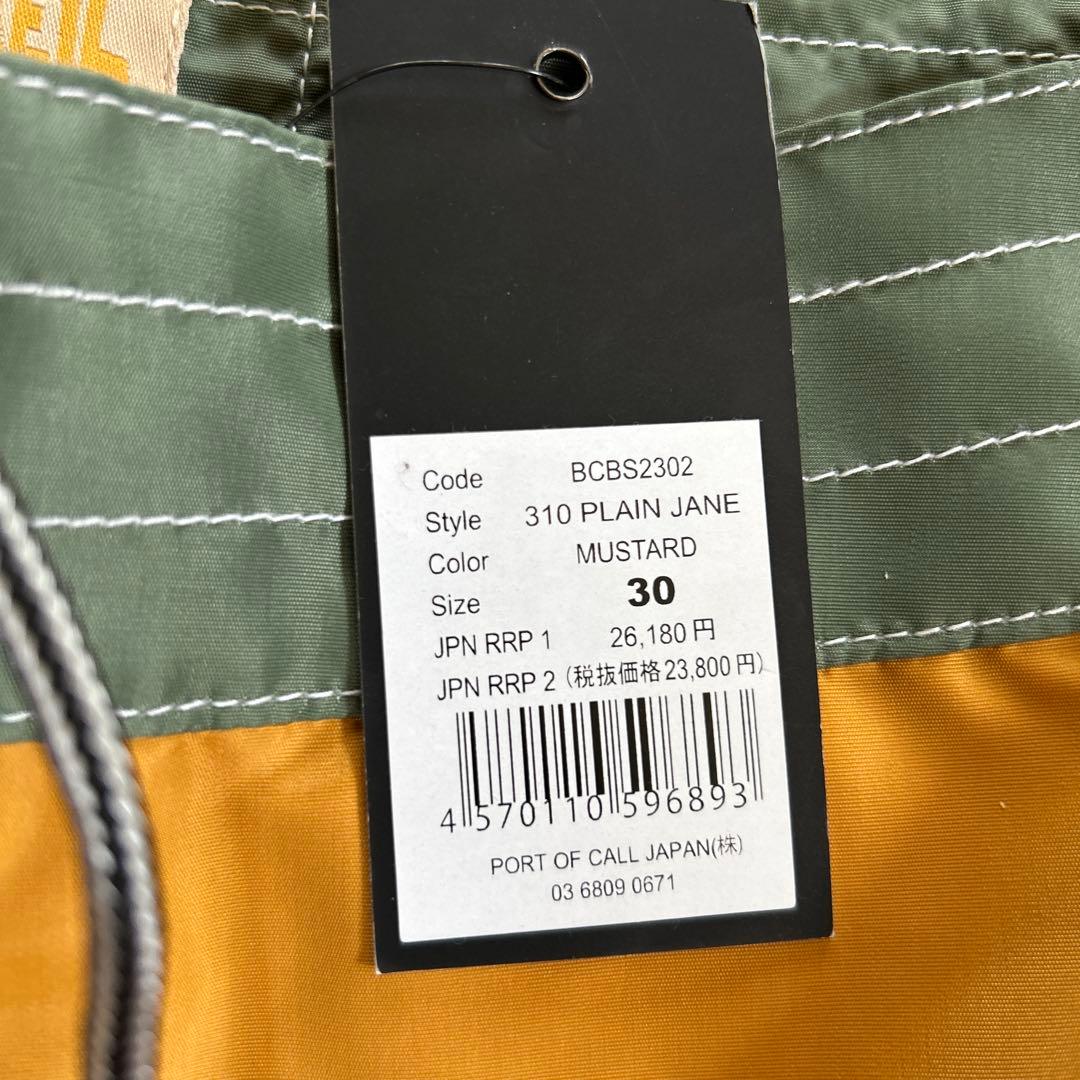 EIL
Code BCBS2302
Style 310 PLAIN JANE
Color MUSTARD
Size 30
JPN RRP 1 26,180円
JPN RRP 2 (税抜価格23,800円)
4 570110 596893
PORT OF CALL JAPAN(株)
03 6809 0671